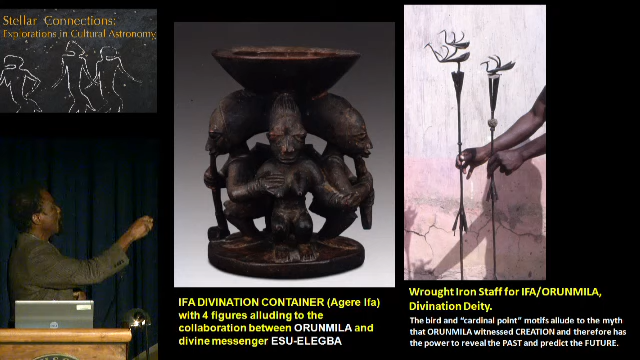 Stellar Connections:
Explorations in Cultural Astronomy
IFA DIVINATION CONTAINER (Agere Ifa)
with 4 figures alluding to the
collaboration between ORUNMILA and
divine messenger ESU-ELEGBA
Wrought Iron Staff for IFA/ORUNMILA,
Divination Deity.
The bird and “cardinal point” motifs allude to the myth
that ORUNMILA witnessed CREATION and therefore has
the power to reveal the PAST and predict the FUTURE.